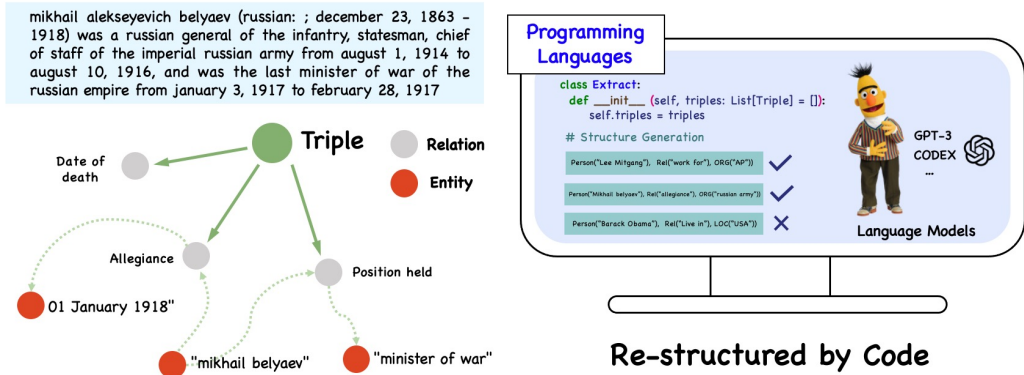 mikhail alekseyevich belyaev (russian: ; december 23, 1863 –
1918) was a russian general of the infantry, statesman, chief
of staff of the imperial russian army from august 1, 1914 to
august 10, 1916, and was the last minister of war of the
russian empire from january 3, 1917 to february 28, 1917
Triple
Relation
Entity
Date of
death
Allegiance
Position held
01 January 1918"
"mikhail belyaev"
"minister of war"
Programming
Languages
class Extract:
def __init__ (self, triples: List[Triple] = []):
self.triples = triples
# Structure Generation
Person("Lee Mitgang"), Rel("work for"), ORG("AP"))
Person("Mikhail belyaev"), Rel("allegiance"), ORG("russian army"))
Person("Barack Obama"), Rel("Live in"), LOC("USA"))
GPT-3
CODEX
...
Language Models
Re-structured by Code